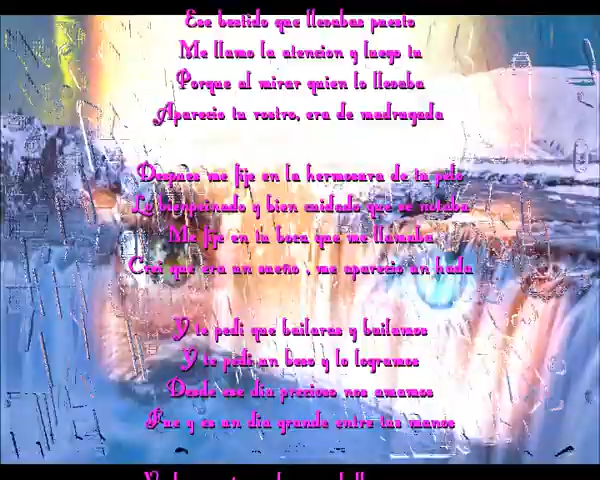 Ese bestido que llevabas puesto
Me llamo la atencion y luego tu
Porque al mirar quien lo llevaba
Aparecio tu rostro, era de madrugada
Despues me fije en la hermosura de tu pelo
Lo bienpeinado y bien cuidado que se notaba
Me fije en tu boca que me llamaba
Crei que era un sueño , me aparecio un hada
Y te pedi que bailaras y bailamos
Y te pedi un beso y lo logramos
Desde ese dia precioso nos amamos
Fue y es un dia grande entre tus manos